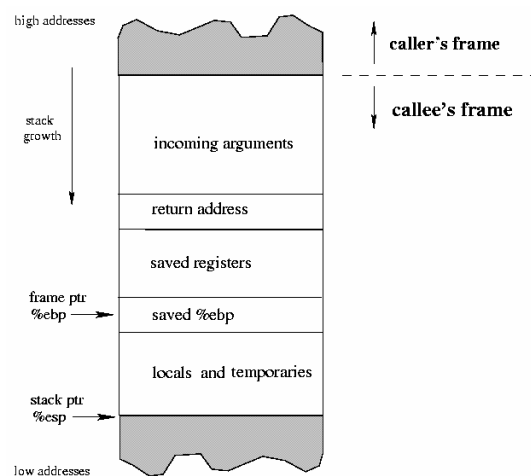 high addresses
caller's frame
callee's frame
stack
growth
incoming arguments
return address
saved registers
frame ptr
%ebp
saved %ebp
locals and temporaries
stack ptr
%esp
low addresses